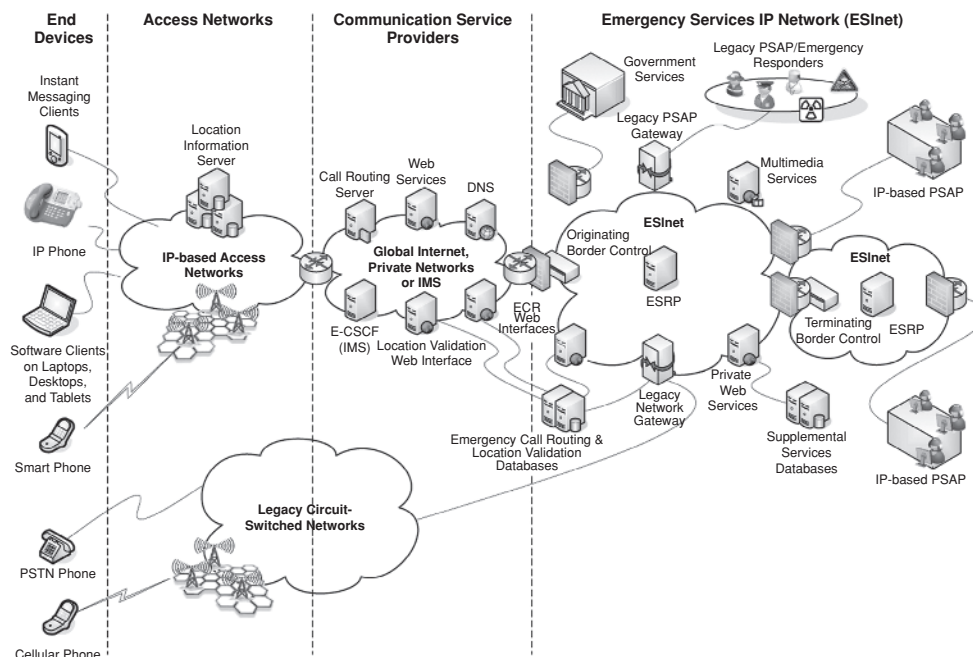 End
Devices
Access Networks
Communication Service
Providers
Emergency Services IP Network (ESInet)
Instant
Messaging
Clients
IP Phone
Software Clients
on Laptops,
Desktops,
and Tablets
Smart Phone
PSTN Phone
Cellular Phone
Location
Information
Server
IP-based Access
Networks
Legacy Circuit-
Switched Networks
Call Routing
Server
Web
Services
DNS
Global Internet,
Private Networks
or IMS
E-CSCF
(IMS)
Location Validation
Web Interface
ECR
Web
Interfaces
Emergency Call Routing &
Location Validation
Databases
Government
Services
Legacy PSAP/Emergency
Responders
Legacy PSAP
Gateway
Multimedia
Services
IP-based PSAP
Originating
Border Control
ESInet
ESRP
ESInet
Terminating
Border Control
ESRP
Legacy
Network
Gateway
Private
Web
Services
Supplemental
Services
Databases
IP-based PSAP